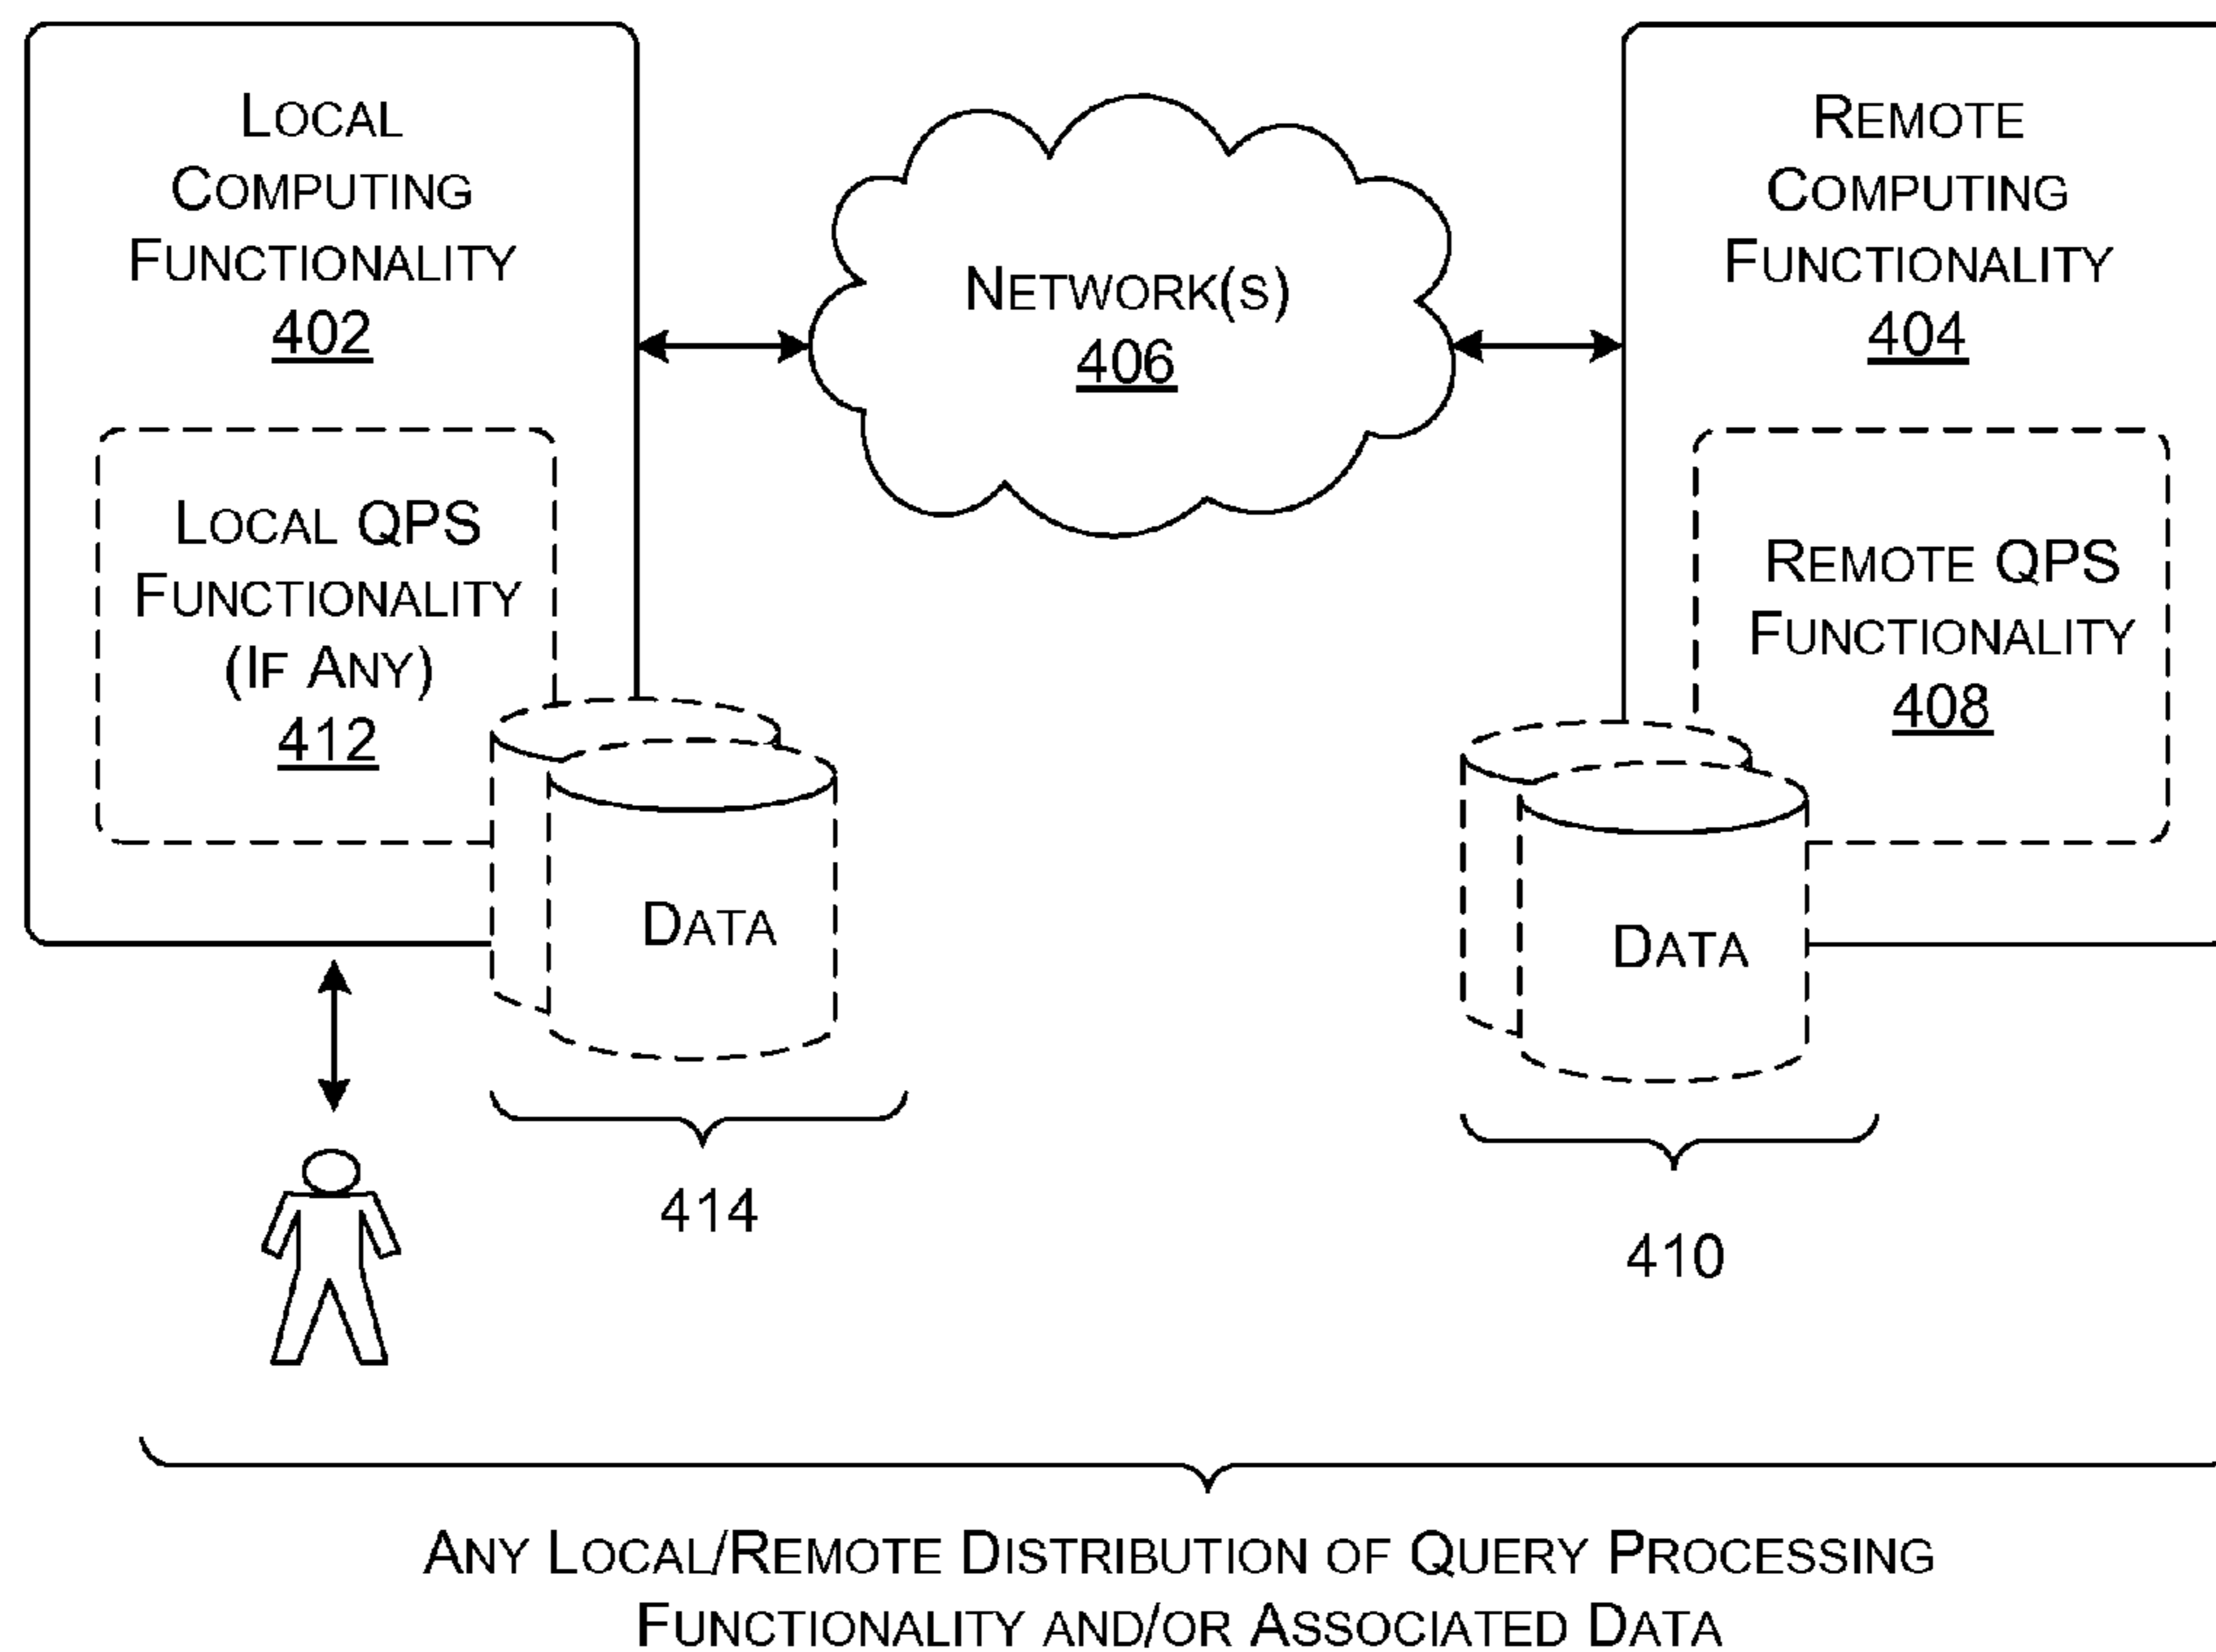 LOCAL
COMPUTING
FUNCTIONALITY
402
NETWORK(S)
406
REMOTE
COMPUTING
FUNCTIONALITY
404
LOCAL QPS
FUNCTIONALITY
(IF ANY)
412
REMOTE QPS
FUNCTIONALITY
408
DATA
DATA
414
410
ANY LOCAL/REMOTE DISTRIBUTION OF QUERY PROCESSING
FUNCTIONALITY AND/OR ASSOCIATED DATA